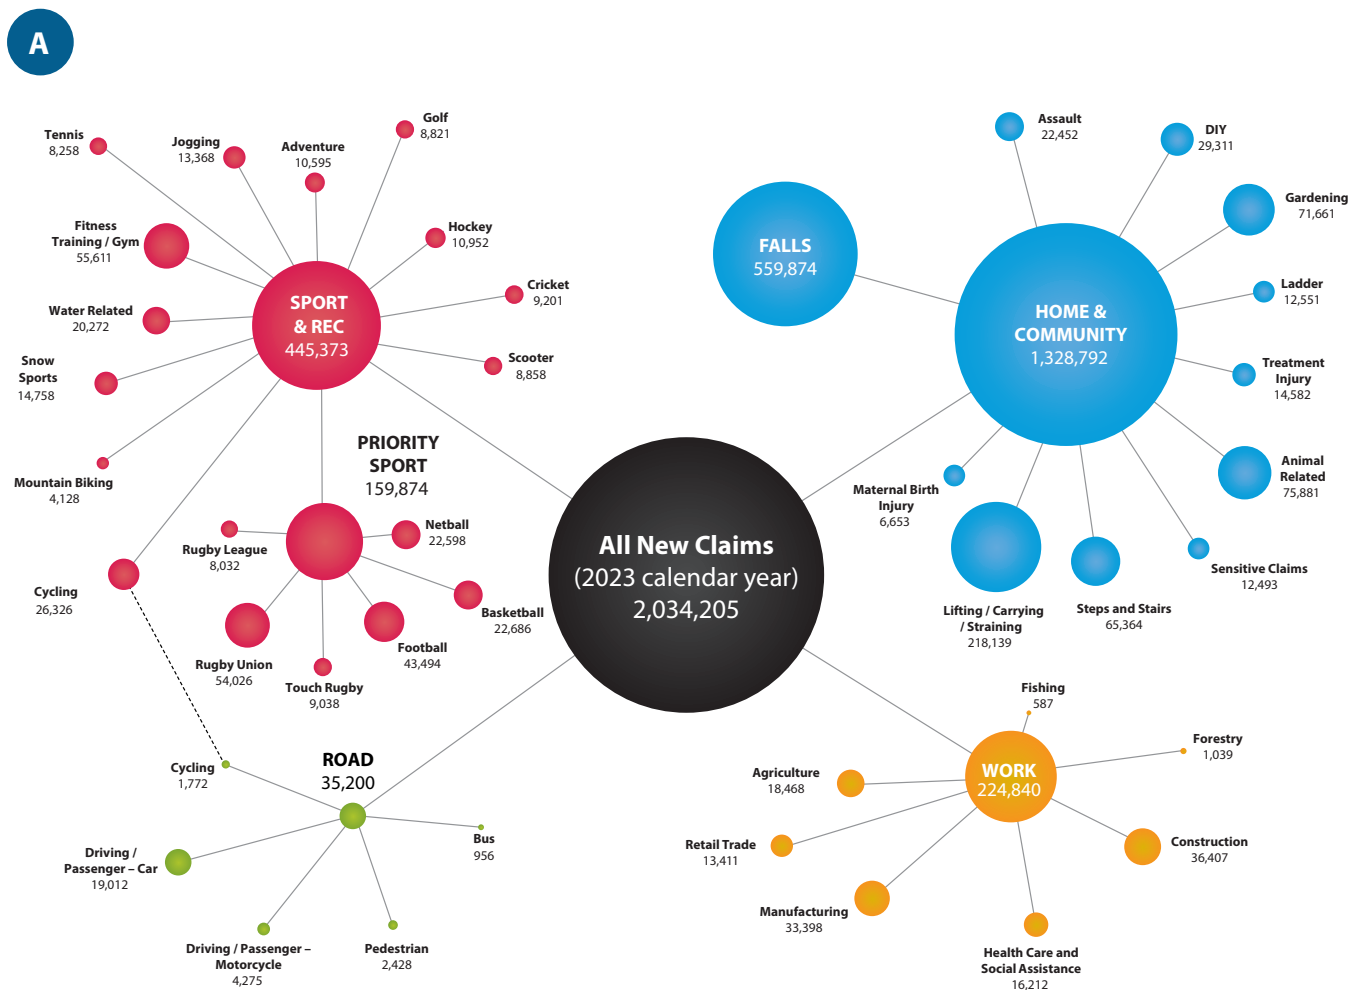 A
Tennis
8,258
Jogging
13,368
Adventure
10,595
Golf
8,821
Fitness
Training / Gym
55,611
Hockey
10,952
Water Related
20,272
SPORT
& REC
445,373
Cricket
9,201
Snow
Sports
14,758
Scooter
8,858
Mountain Biking
4,128
PRIORITY
SPORT
159,874
Rugby League
8,032
Netball
22,598
Cycling
26,326
Basketball
22,686
Rugby Union
54,026
Football
43,494
Touch Rugby
9,038
All New Claims
(2023 calendar year)
2,034,205
Assault
22,452
DIY
29,311
Gardening
71,661
FALLS
559,874
Ladder
12,551
HOME &
COMMUNITY
1,328,792
Treatment
Injury
14,582
Maternal Birth
Injury
6,653
Animal
Related
75,881
Sensitive Claims
12,493
Lifting / Carrying
/ Straining
218,139
Steps and Stairs
65,364
ROAD
35,200
Cycling
1,772
Bus
956
Driving /
Passenger – Car
19,012
Driving / Passenger –
Motorcycle
4,275
Pedestrian
2,428
Fishing
587
Forestry
1,039
Agriculture
18,468
WORK
224,840
Retail Trade
13,411
Construction
36,407
Manufacturing
33,398
Health Care and
Social Assistance
16,212